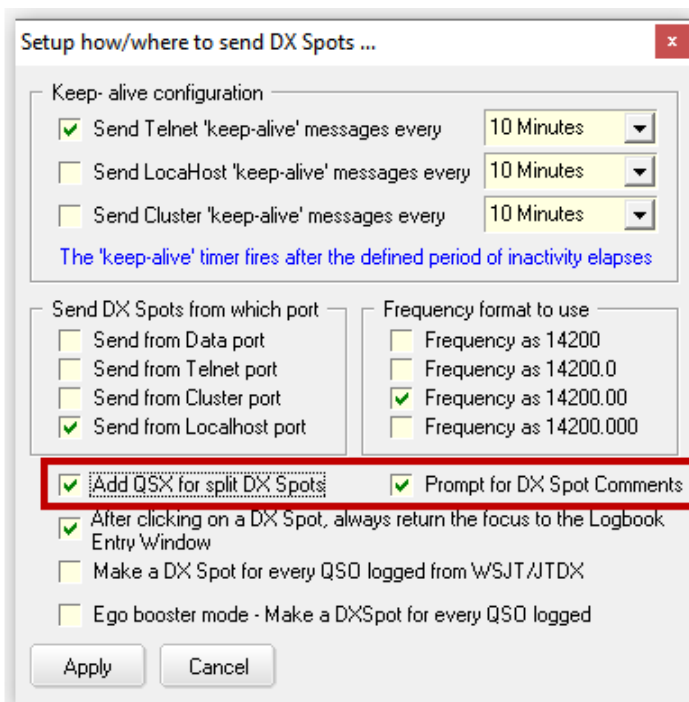 Setup how/where to send DX Spots ...
x
Keep- alive configuration
Send Telnet 'keep-alive' messages every 10 Minutes
Send LocaHost 'keep-alive' messages every 10 Minutes
Send Cluster 'keep-alive' messages every 10 Minutes
The 'keep-alive' timer fires after the defined period of inactivity elapses
Send DX Spots from which port
Send from Data port
Send from Telnet port
Send from Cluster port
Send from Localhost port
Frequency format to use
Frequency as 14200
Frequency as 14200.0
Frequency as 14200.00
Frequency as 14200.000
Add QSX for split DX Spots Prompt for DX Spot Comments
After clicking on a DX Spot, always return the focus to the Logbook
Entry Window
Make a DX Spot for every QSO logged from WSJT/JTDX
Ego booster mode - Make a DXSpot for every QSO logged
Apply Cancel